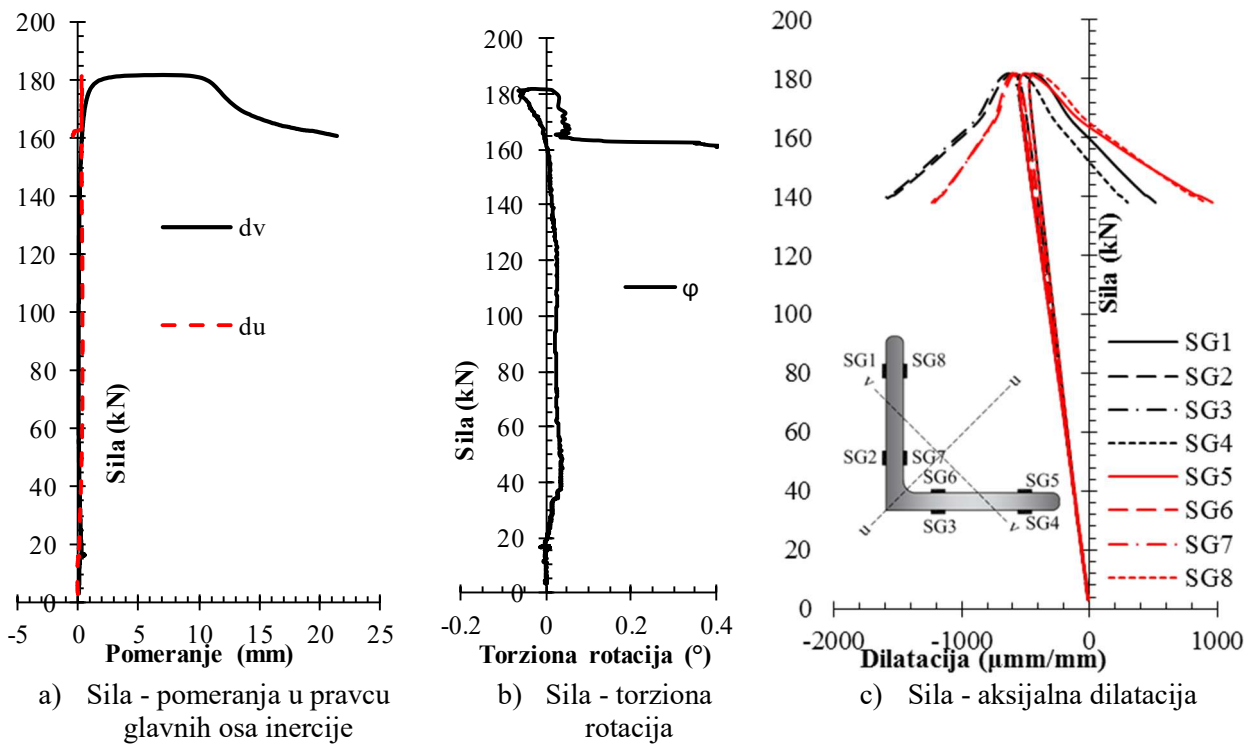 200
180
160
140
120
100
80
60
40
20
0
-5
0
5
10
15
20
25
Sila (kN)
Pomeranje (mm)
dv
du
a) Sila - pomeranja u pravcu
glavnih osa inercije
200
180
160
140
120
100
80
60
40
20
0
-0.2
0
0.2
0.4
Sila (kN)
Torziona rotacija (°)
φ
b) Sila - torziona
rotacija
200
180
160
140
120
100
80
60
40
20
0
-2000
-1000
0
1000
Sila (kN)
Dilatacija (µmm/mm)
SG1
SG8
v
u
SG2
SG7
SG6
SG5
u
SG3
v
SG4
SG1
SG2
SG3
SG4
SG5
SG6
SG7
SG8
c) Sila - aksijalna dilatacija